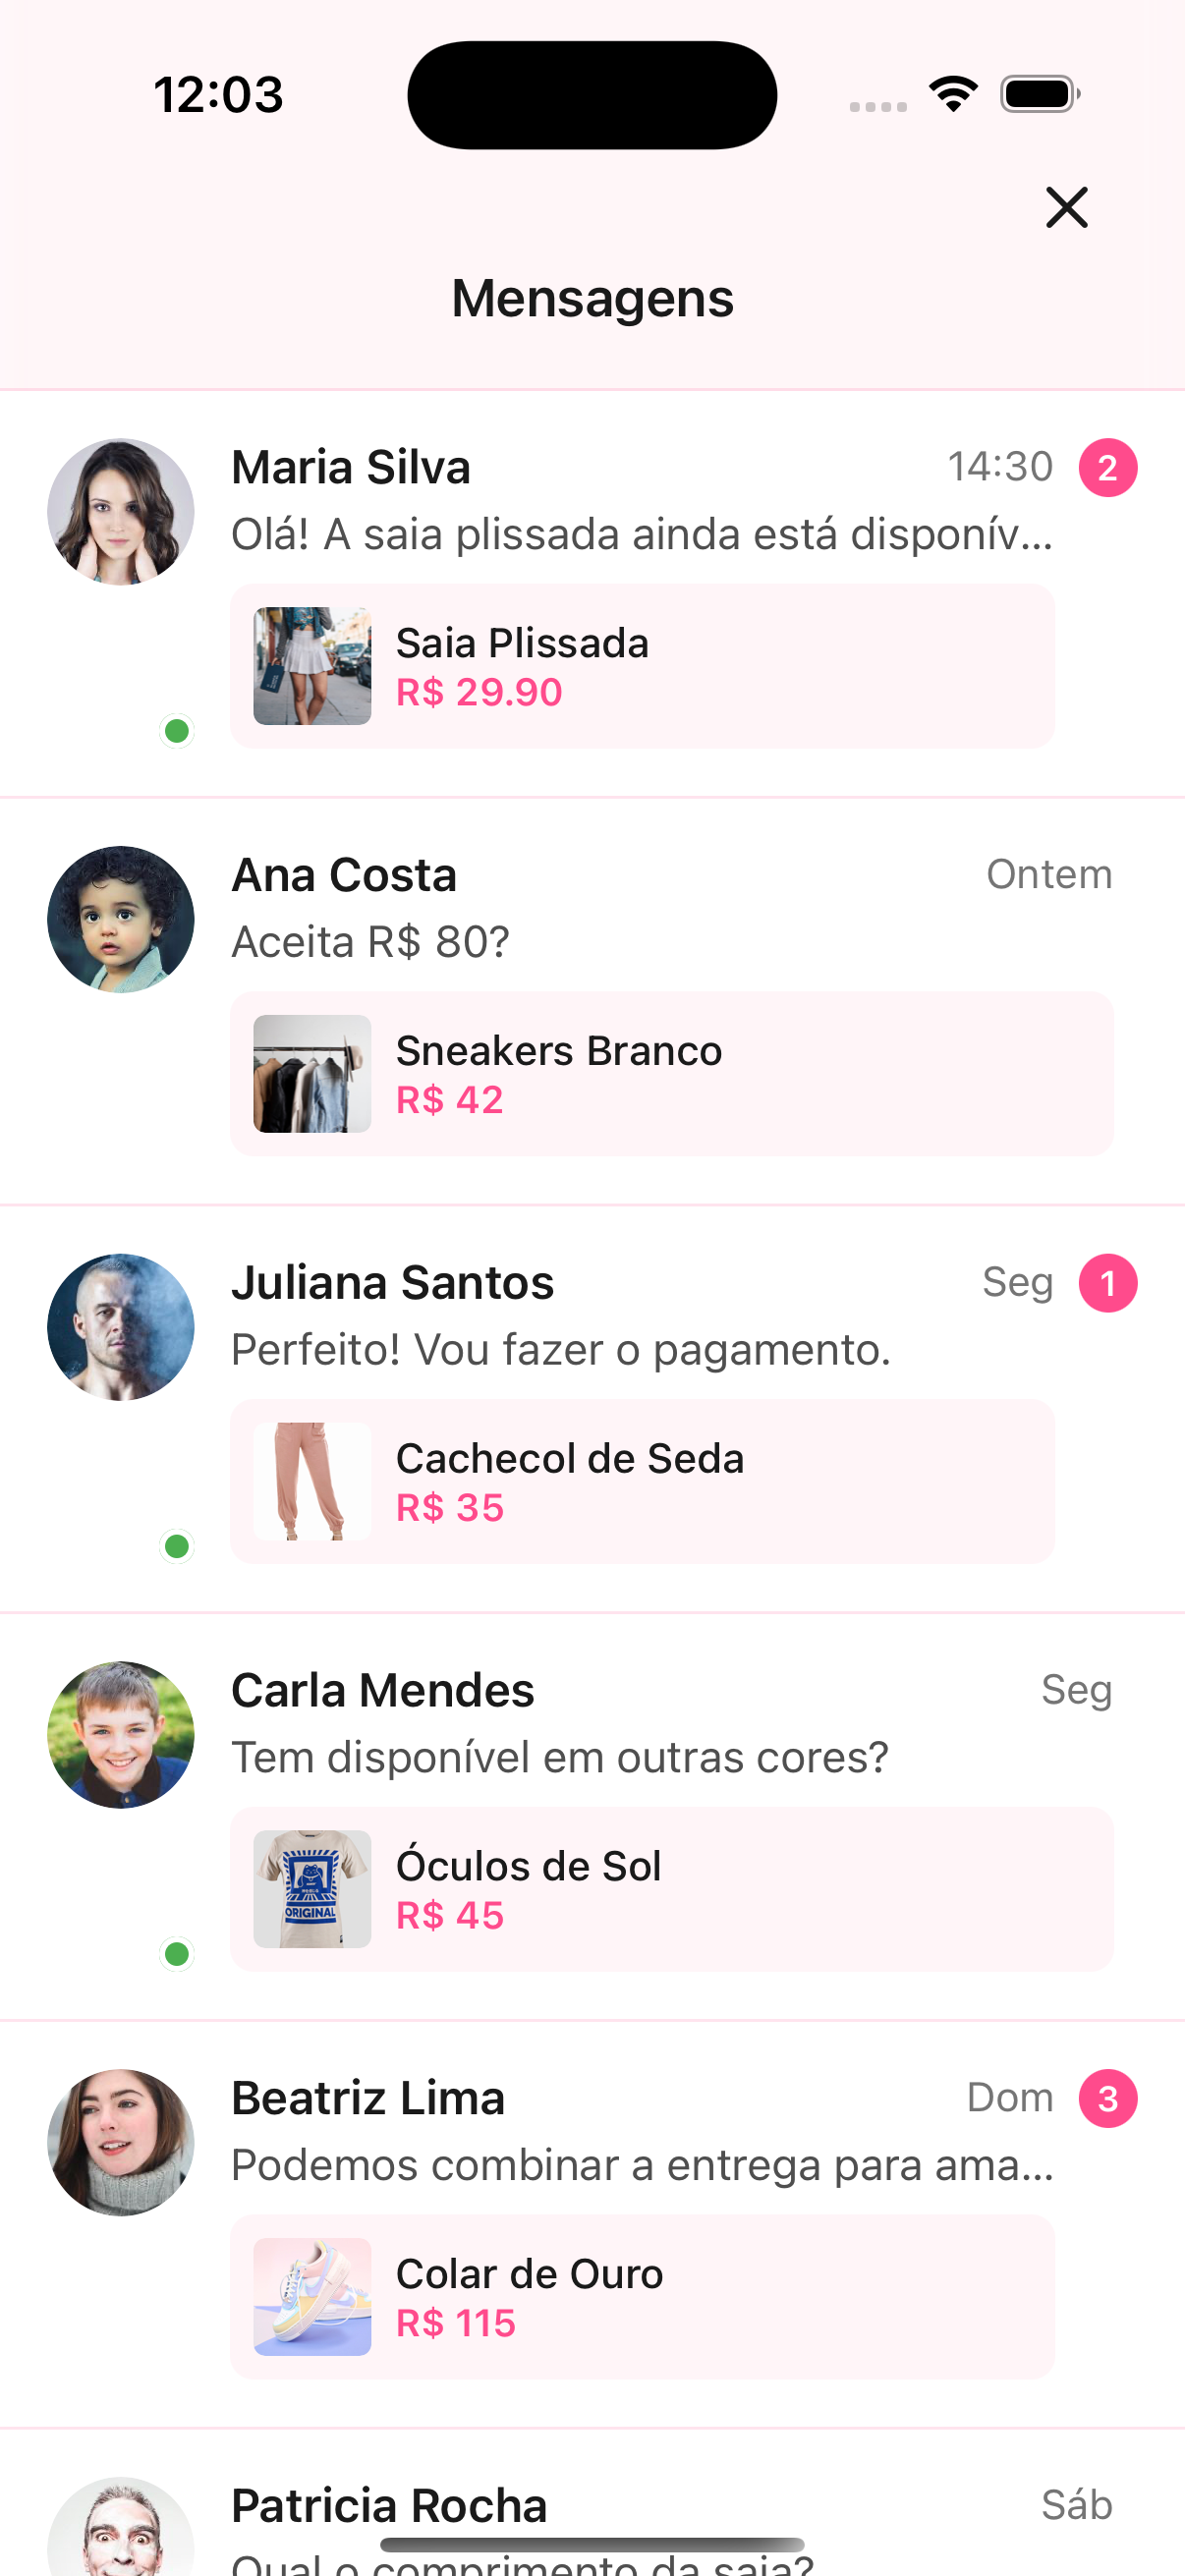 12:03
Mensagens
Maria Silva
14:30
2
Olá! A saia plissada ainda está disponív...
Saia Plissada
R$ 29.90
Ana Costa
Ontem
Aceita R$ 80?
Sneakers Branco
R$ 42
Juliana Santos
Seg
1
Perfeito! Vou fazer o pagamento.
Cachecol de Seda
R$ 35
Carla Mendes
Seg
Tem disponível em outras cores?
ORIGINAL
Óculos de Sol
R$ 45
Beatriz Lima
Dom
3
Podemos combinar a entrega para ama...
Colar de Ouro
R$ 115
Patricia Rocha
Sáb
Qual o comprimento da saia?